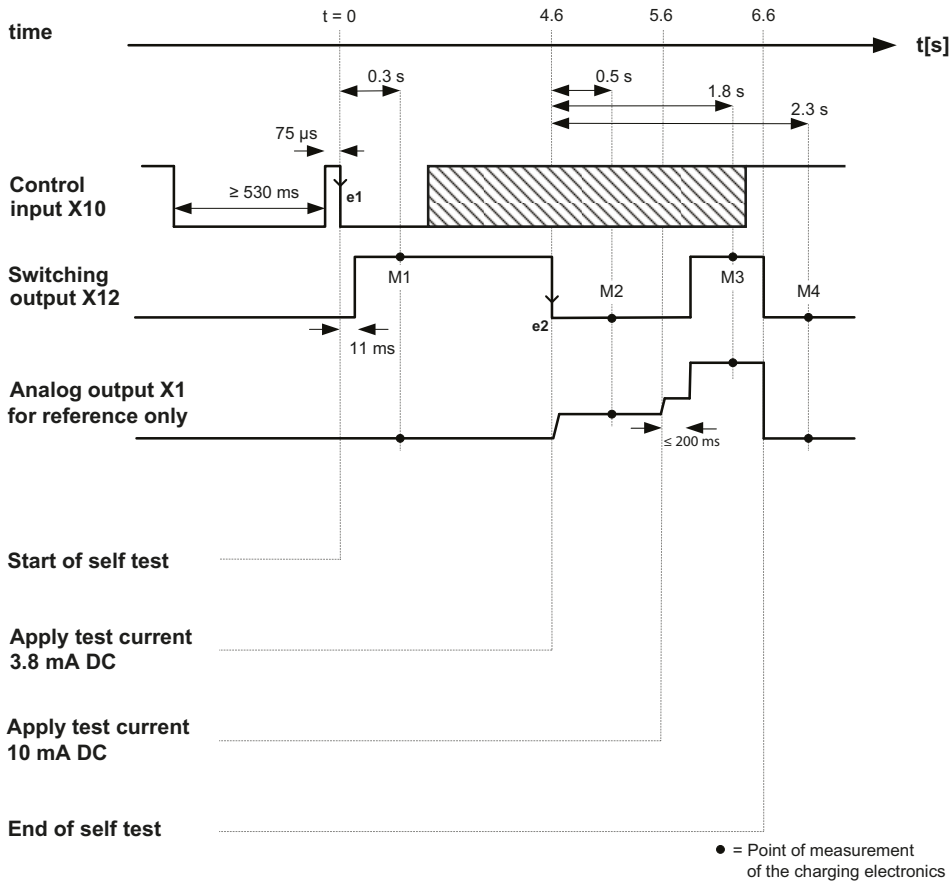 t = 0
4.6
5.6
6.6
time
t[s]
0.3 s
0.5 s
1.8 s
2.3 s
75 µs
≥ 530 ms
e1
Control
input X10
Switching
output X12
M1
M2
M3
M4
e2
11 ms
Analog output X1
for reference only
≤ 200 ms
Start of self test
Apply test current
3.8 mA DC
Apply test current
10 mA DC
End of self test
= Point of measurement
of the charging electronics